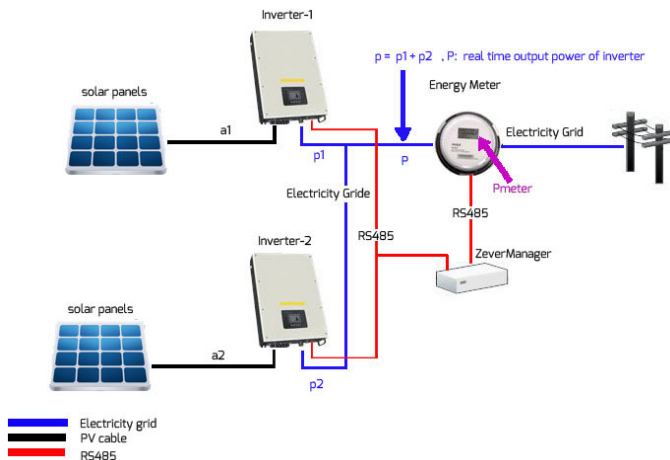 Inverter-1
p = p1 + p2 , P: real time output power of inverter
solar panels
Energy Meter
a1
p1
P
Electricity Grid
Pmeter
Electricity Gride
RS485
RS485
Inverter-2
ZeverManager
solar panels
a2
p2
Electricity grid
PV cable
RS485